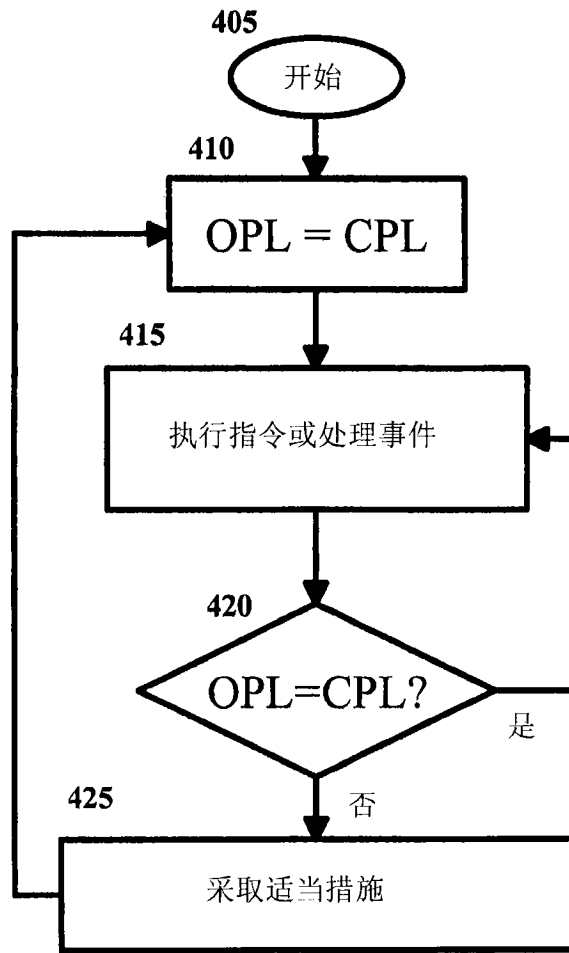 405
开始
410
OPL = CPL
415
执行指令或处理事件
420
OPL=CPL?
是
否
425
采取适当措施